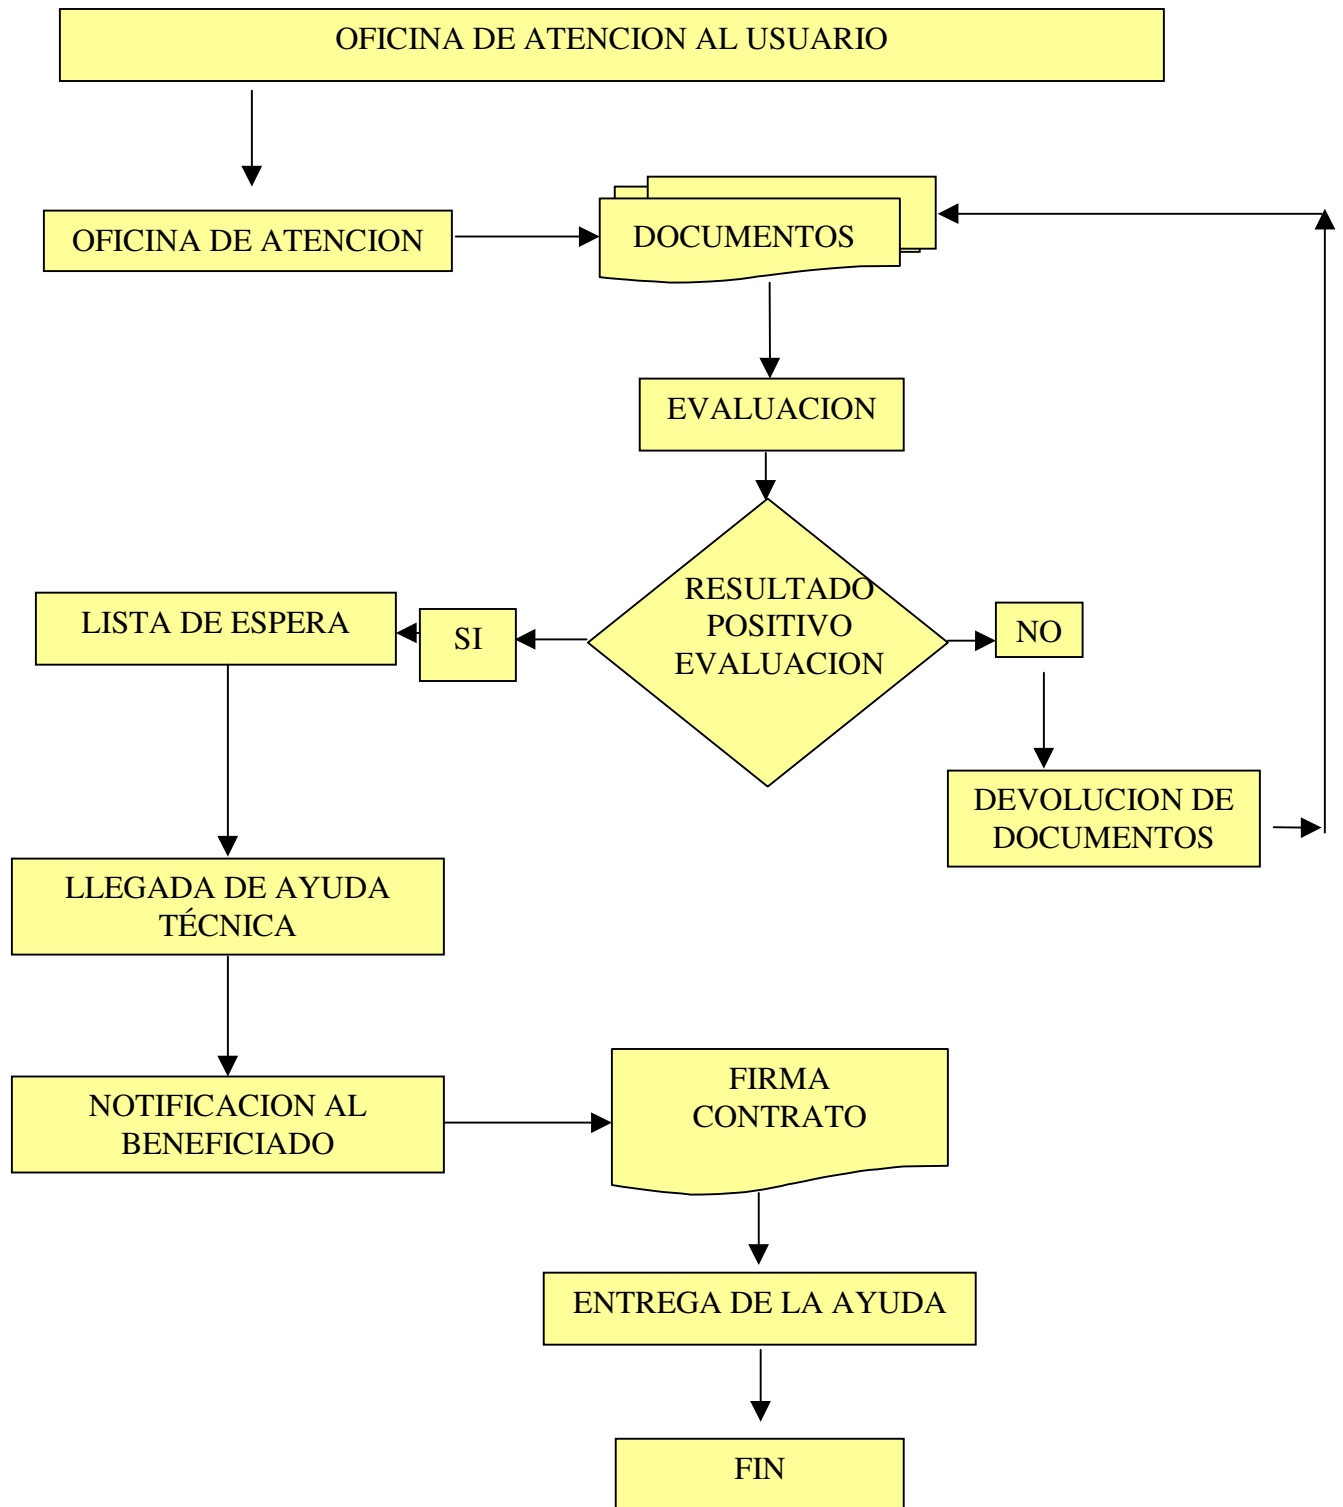 OFICINA DE ATENCION AL USUARIO
OFICINA DE ATENCION
DOCUMENTOS
EVALUACION
RESULTADO
POSITIVO
EVALUACION
LISTA DE ESPERA
SI
NO
DEVOLUCION DE
DOCUMENTOS
LLEGADA DE AYUDA
TÉCNICA
NOTIFICACION AL
BENEFICIADO
FIRMA
CONTRATO
ENTREGA DE LA AYUDA
FIN